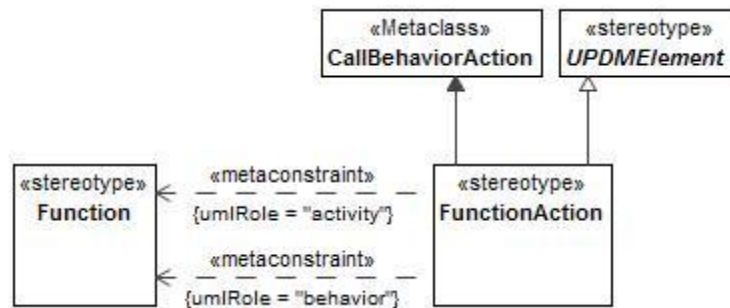 «Metaclass»
CallBehaviorAction
«stereotype»
UPDMElement
«stereotype»
Function
«metaconstraint»
{umlRole = "activity"}
«metaconstraint»
{umlRole = "behavior"}
«stereotype»
FunctionAction